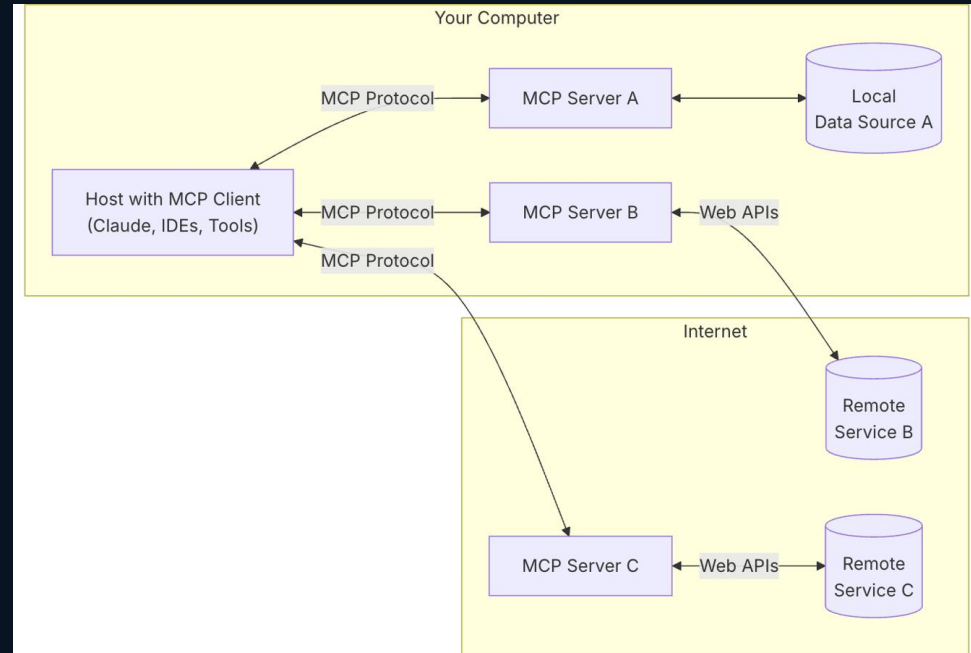 Your Computer
MCP Protocol
MCP Server A
Local
Data Source A
Host with MCP Client
(Claude, IDEs, Tools)
MCP Protocol
MCP Server B
Web APIs
MCP Protocol
Internet
Remote
Service B
MCP Server C
Web APIs
Remote
Service C